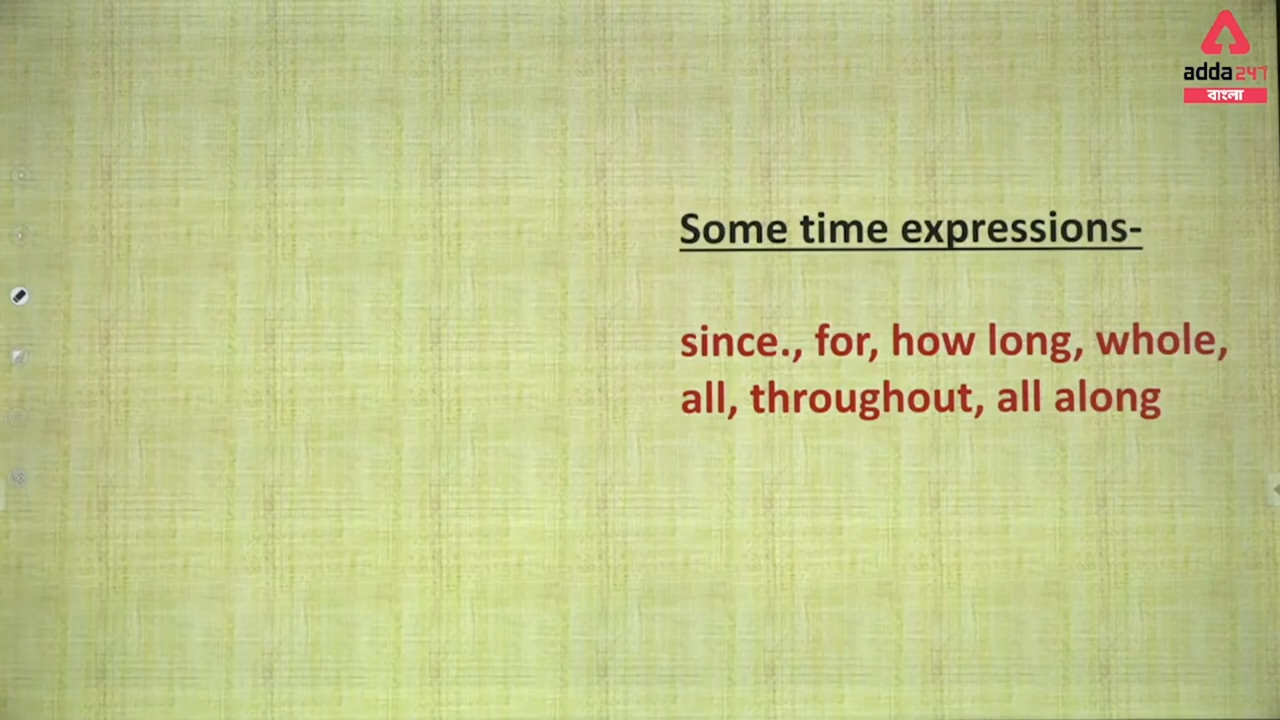 adda247
বাংলা
Some time expressions-
since., for, how long, whole,
all, throughout, all along